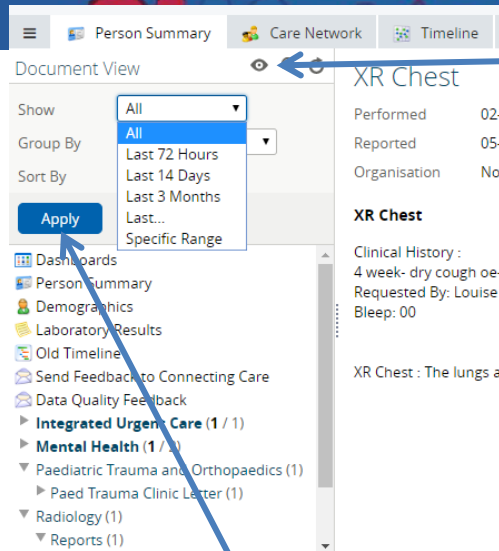 Person Summary Care Network Timeline
Document View
Show All
All
Last 72 Hours
Last 14 Days
Last 3 Months
Last...
Specific Range
Group By
Sort By
Apply
Dashboards
Person Summary
Demographics
Laboratory Results
Old Timeline
Send Feedback to Connecting Care
Data Quality Feedback
Integrated Urgent Care (1 / 1)
Mental Health (1 /
Paediatric Trauma and Orthopaedics (1)
Paed Trauma Clinic Letter (1)
Radiology (1)
Reports (1)
XR Chest
Performed 02-
Reported 05-
Organisation No
XR Chest
Clinical History :
4 week- dry cough oe-
Requested By: Louise
Bleep: 00
XR Chest : The lungs a